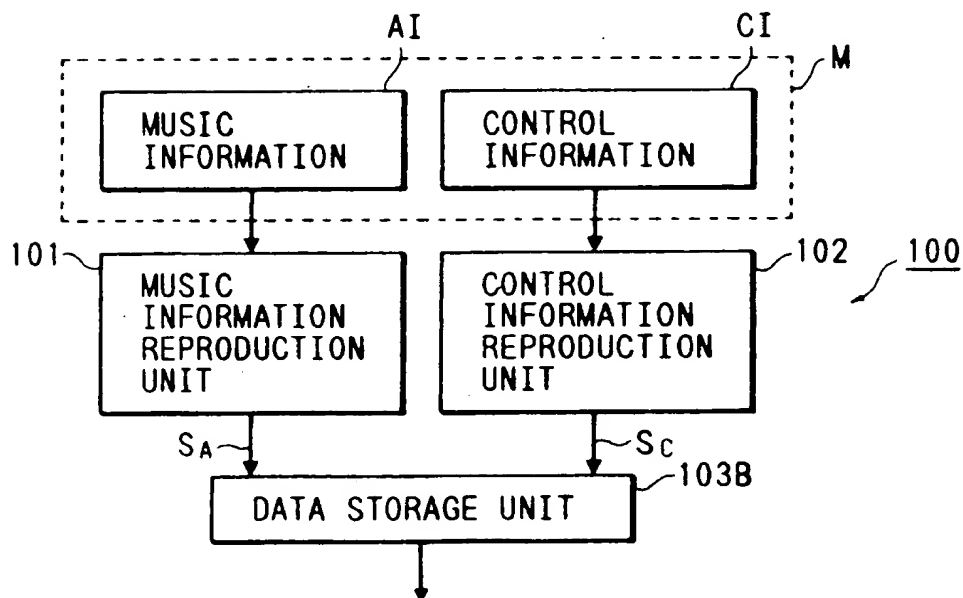 AI
CI
M
MUSIC
INFORMATION
CONTROL
INFORMATION
101
102
100
MUSIC
INFORMATION
REPRODUCTION
UNIT
CONTROL
INFORMATION
REPRODUCTION
UNIT
SA
SC
103B
DATA STORAGE UNIT